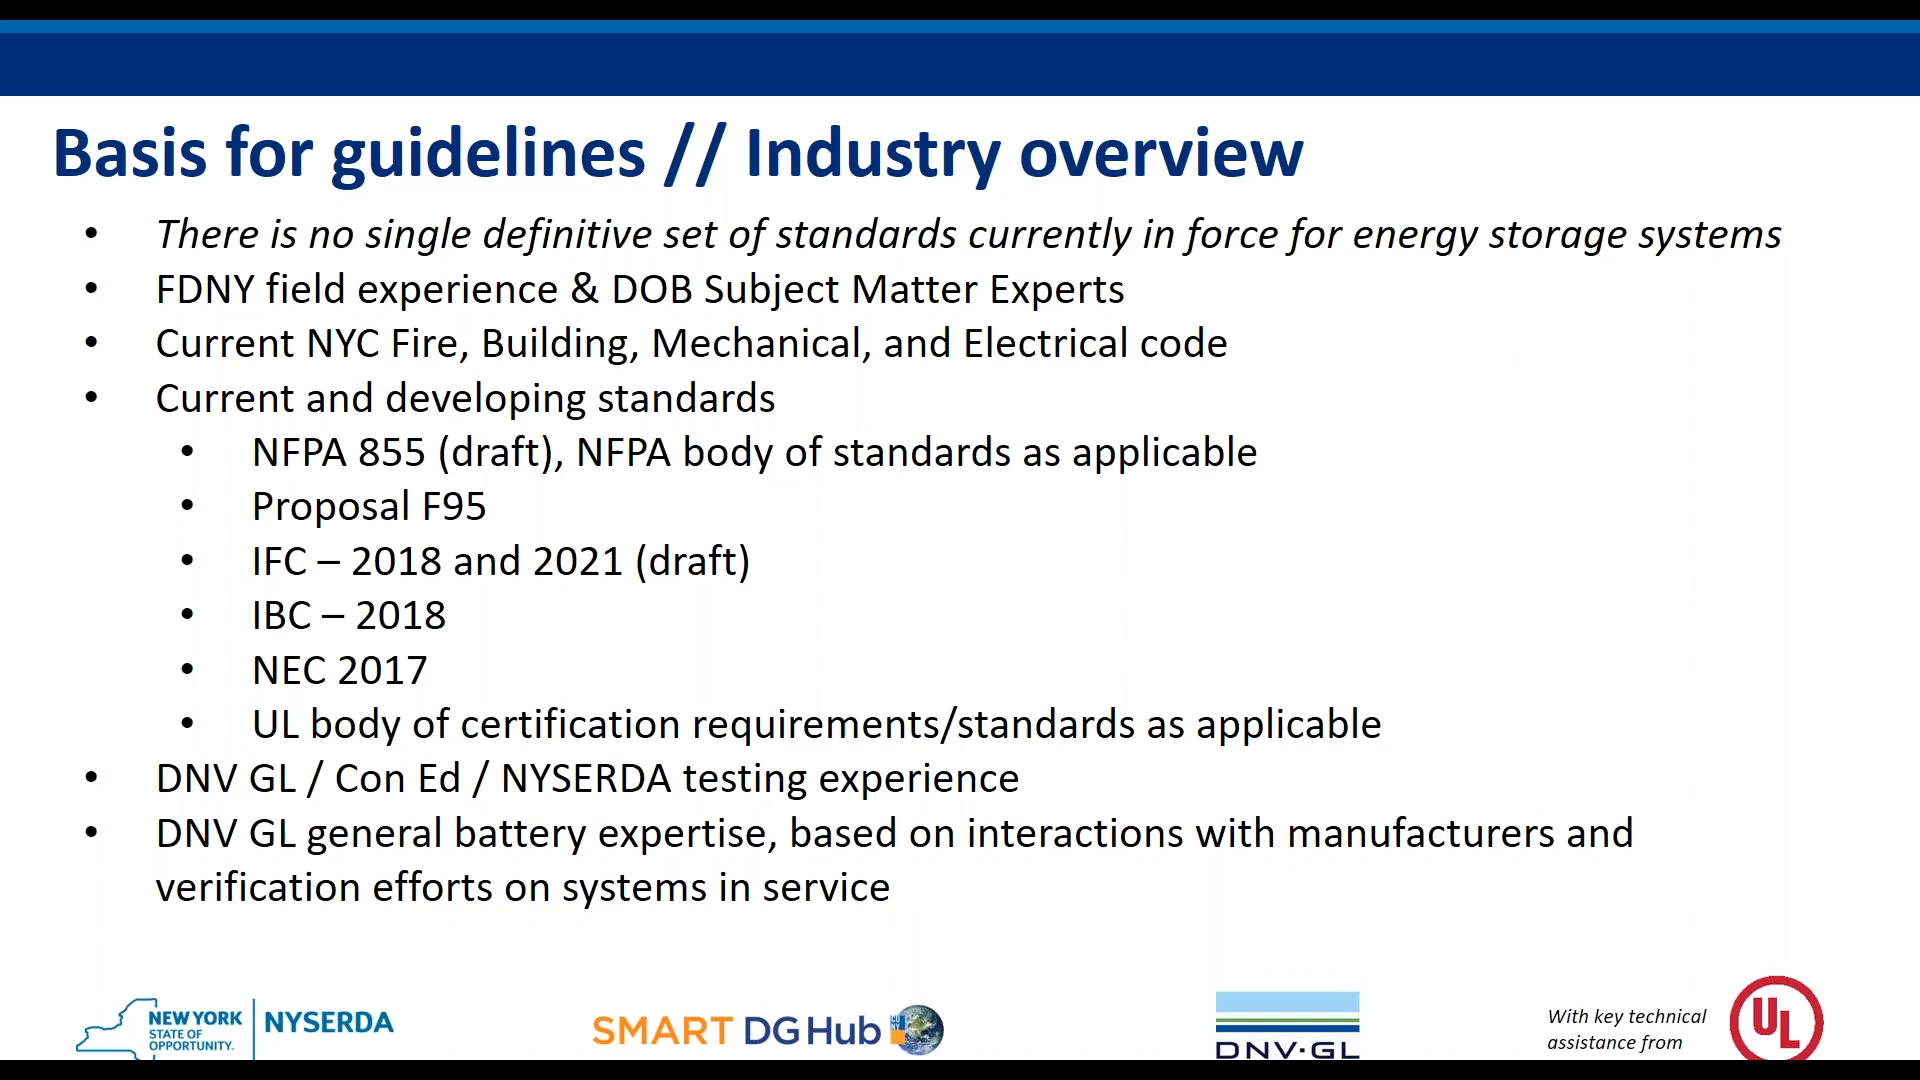 Basis for guidelines // Industry overview
• There is no single definitive set of standards currently in force for energy storage systems
• FDNY field experience & DOB Subject Matter Experts
• Current NYC Fire, Building, Mechanical, and Electrical code
• Current and developing standards
• NFPA 855 (draft), NFPA body of standards as applicable
• Proposal F95
• IFC – 2018 and 2021 (draft)
• IBC – 2018
• NEC 2017
• UL body of certification requirements/standards as applicable
• DNV GL / Con Ed / NYSERDA testing experience
• DNV GL general battery expertise, based on interactions with manufacturers and
verification efforts on systems in service
NEW YORK
STATE OF
OPPORTUNITY.
NYSERDA
SMART DG Hub
CU
NY
DNV·GL
With key technical
assistance from
UL